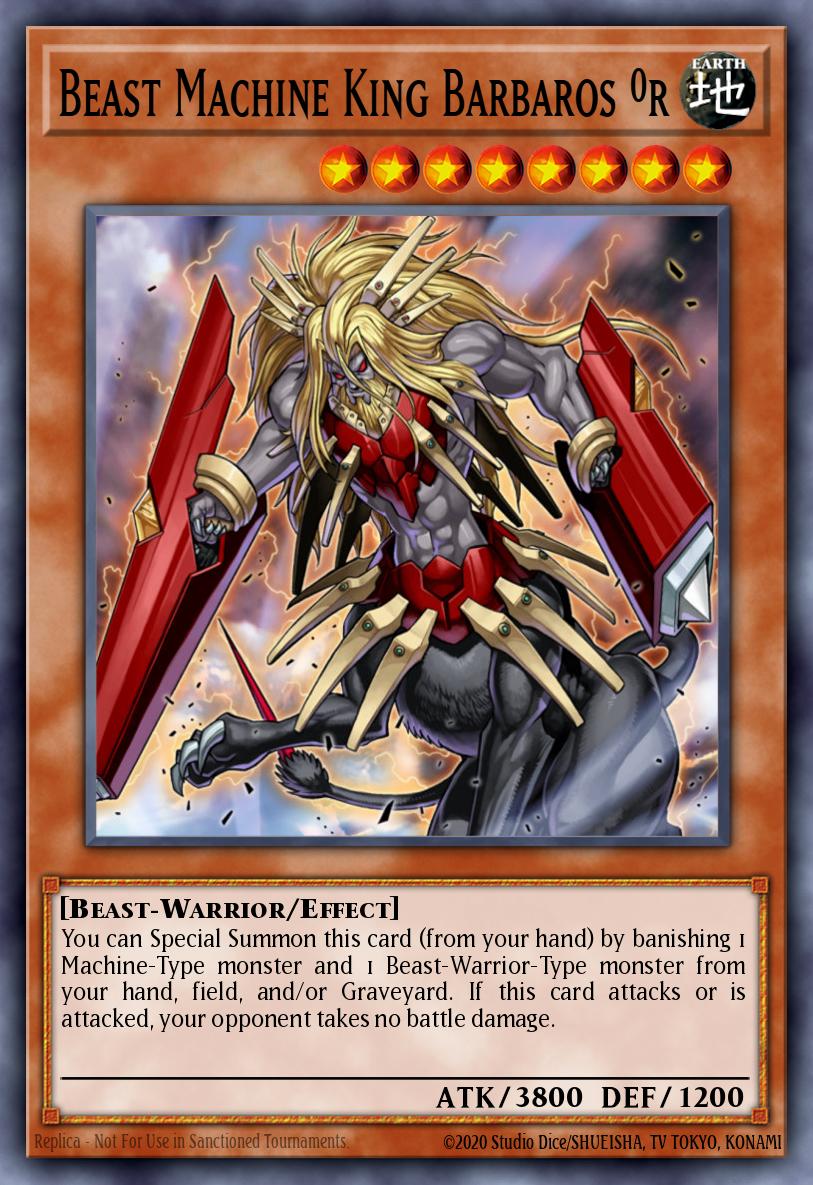 BEAST MACHINE KING BARBAROS ºR
EARTH
地
[BEAST-WARRIOR/EFFECT]
You can Special Summon this card (from your hand) by banishing 1
Machine-Type monster and 1 Beast-Warrior-Type monster from
your hand, field, and/or Graveyard. If this card attacks or is
attacked, your opponent takes no battle damage.
ATK/3800 DEF/1200
Replica - Not For Use in Sanctioned Tournaments.
©2020 Studio Dice/SHUEISHA, TV TOKYO, KONAMI